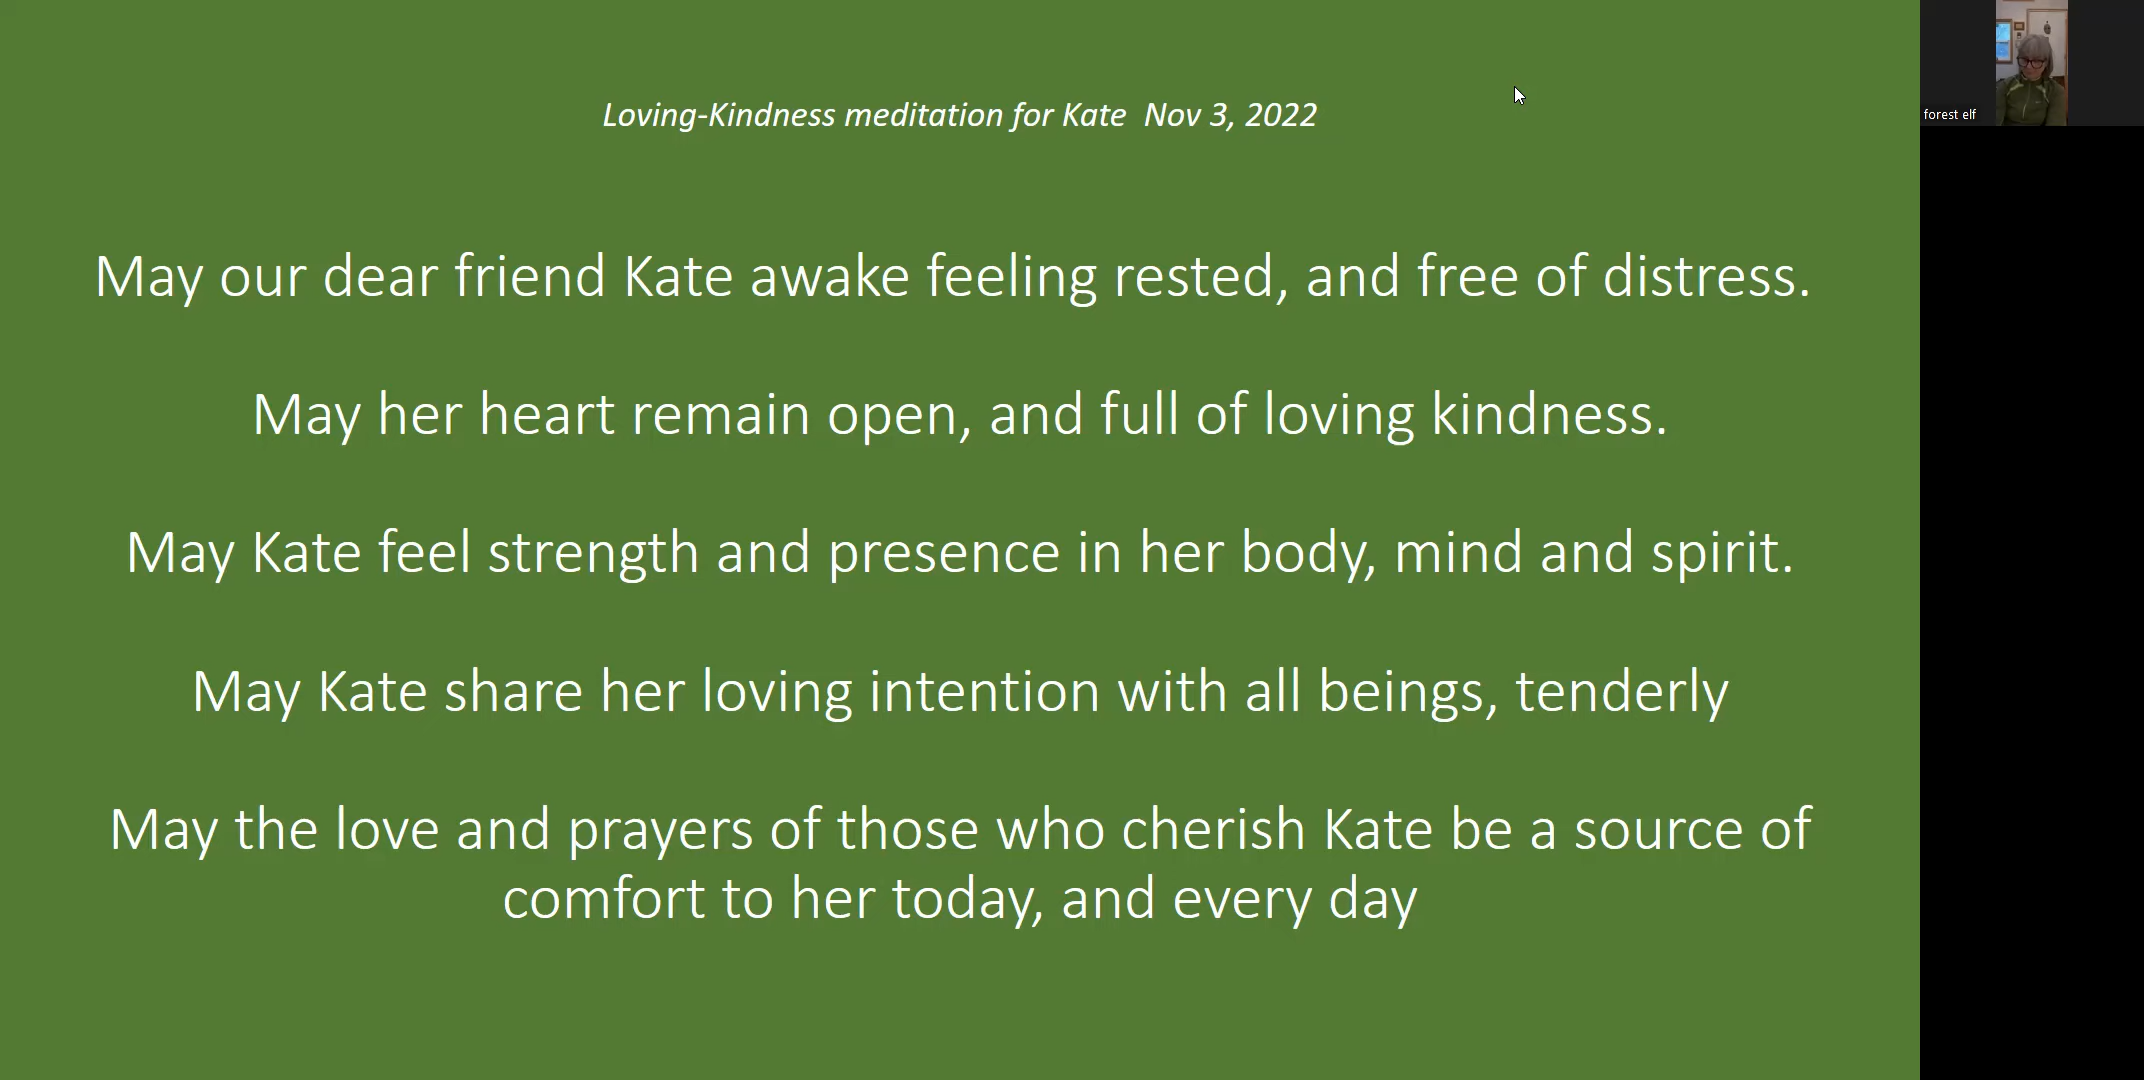 Loving-Kindness meditation for Kate  Nov 3, 2022
forest elf
May our dear friend Kate awake feeling rested, and free of distress.
May her heart remain open, and full of loving kindness.
May Kate feel strength and presence in her body, mind and spirit.
May Kate share her loving intention with all beings, tenderly
May the love and prayers of those who cherish Kate be a source of
comfort to her today, and every day